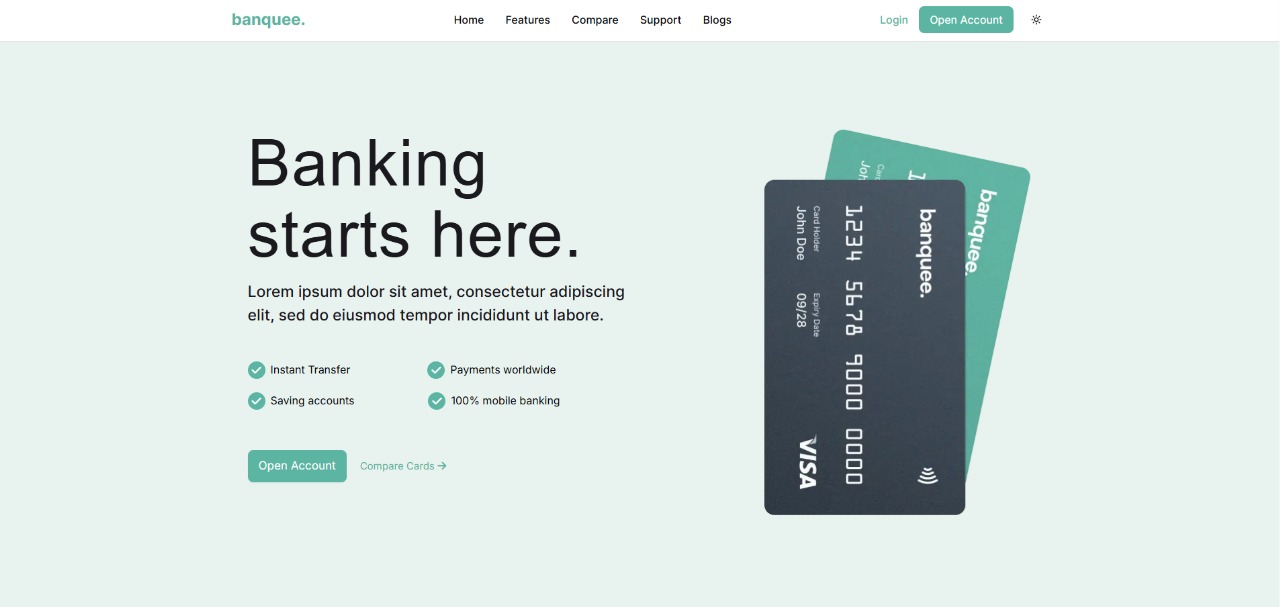 banquee.
Home Features Compare Support Blogs
Login Open Account
Banking
starts here.
Lorem ipsum dolor sit amet, consectetur adipiscing
elit, sed do eiusmod tempor incididunt ut labore.
Instant Transfer Payments worldwide
Saving accounts 100% mobile banking
Open Account Compare Cards
banquee.
1234 5678 9000 0000
Card Holder Expiry Date
John Doe 09/28
VISA
banquee.